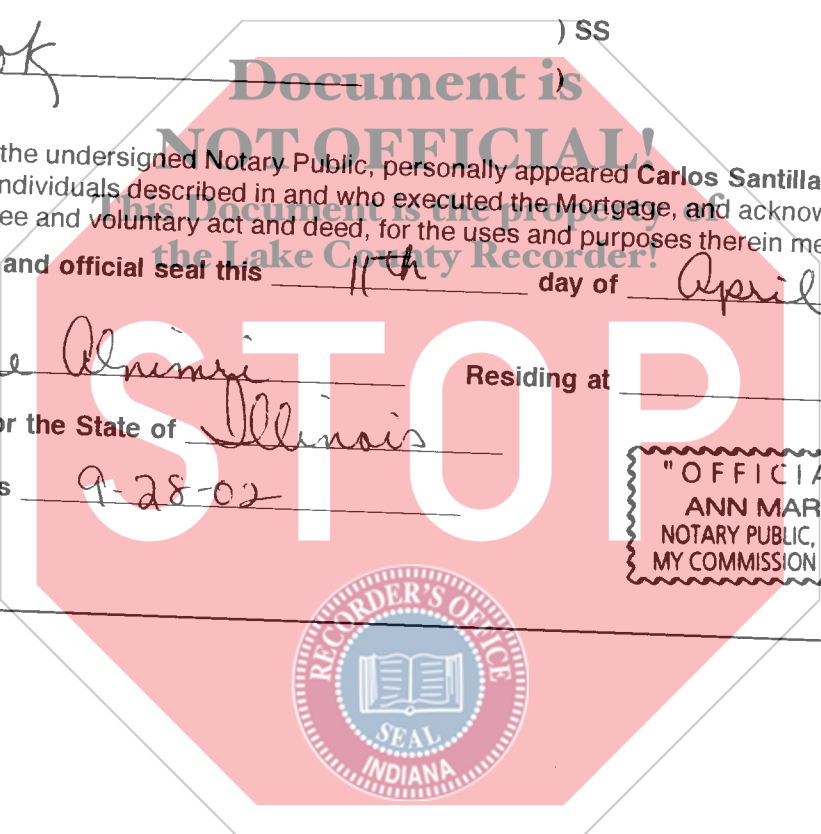 ) SS
ok
)
Document is
NOT OFFICIAL!
the undersigned Notary Public, personally appeared Carlos Santilla
ndividuals described in and who executed the Mortgage, and acknow
This Document is the property of
ee and voluntary act and deed, for the uses and purposes therein me
the Lake County Recorder!
and official seal this 11th day of April
e Residing at
or the State of Illinois
s 9-28-02
STOP
"OFFICIA
ANN MAR
NOTARY PUBLIC,
MY COMMISSION
RECORDER'S OFFICE
SEAL
INDIANA